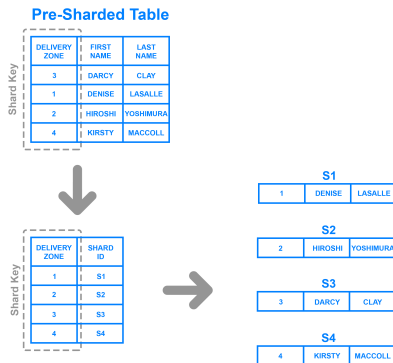 Pre-Sharded Table
Shard Key
DELIVERY ZONE FIRST NAME LAST NAME
3 DARCY CLAY
1 DENISE LASALLE
2 HIROSHI YOSHIMURA
4 KIRSTY MACCOLL
Shard Key
DELIVERY ZONE SHARD ID
1 S1
2 S2
3 S3
4 S4
S1
1 DENISE LASALLE
S2
2 HIROSHI YOSHIMURA
S3
3 DARCY CLAY
S4
4 KIRSTY MACCOLL